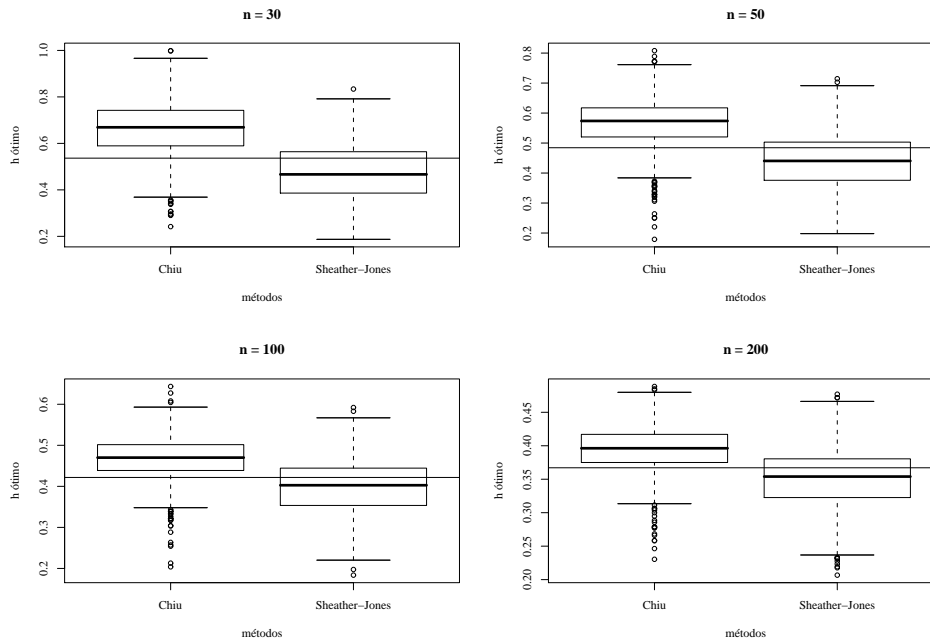 n = 30
h ótimo
0.2 0.4 0.6 0.8 1.0
Chiu Sheather−Jones
métodos
n = 50
h ótimo
0.2 0.3 0.4 0.5 0.6 0.7 0.8
Chiu Sheather−Jones
métodos
n = 100
h ótimo
0.2 0.3 0.4 0.5 0.6
Chiu Sheather−Jones
métodos
n = 200
h ótimo
0.20 0.25 0.30 0.35 0.40 0.45
Chiu Sheather−Jones
métodos